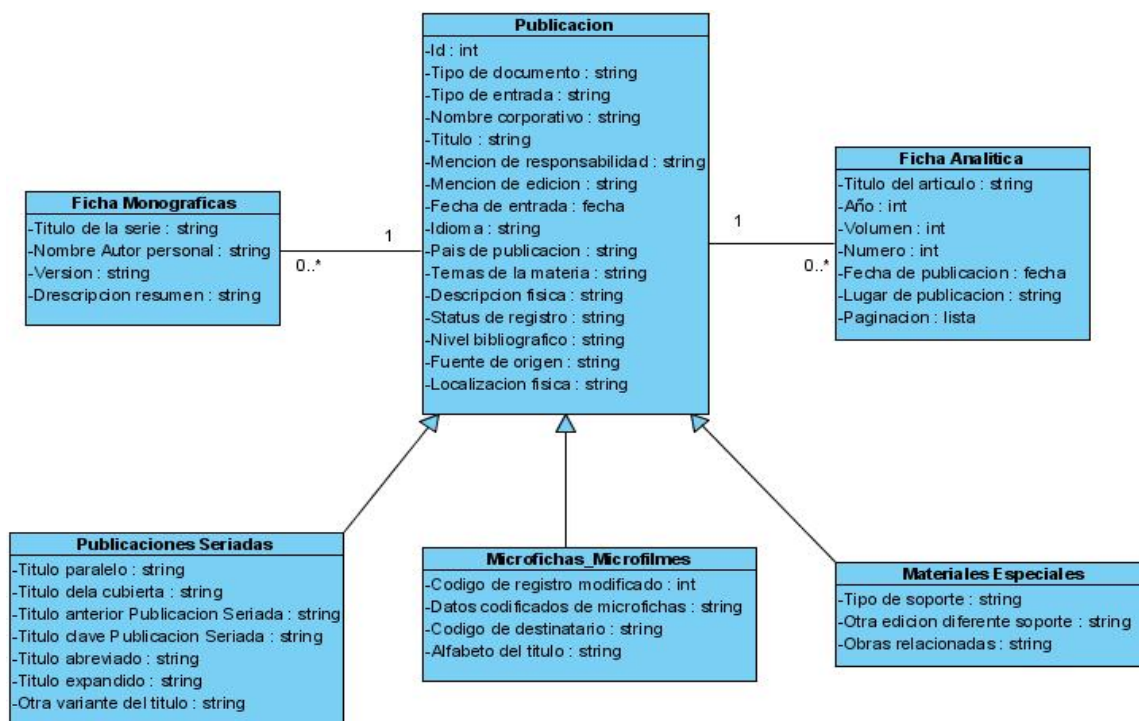 Publicacion
-Id : int
-Tipo de documento : string
-Tipo de entrada : string
-Nombre corporativo : string
-Titulo : string
-Mencion de responsabilidad : string
-Mencion de edicion : string
-Fecha de entrada : fecha
-Idioma : string
-Pais de publicacion : string
-Temas de la materia : string
-Descripcion fisica : string
-Status de registro : string
-Nivel bibliografico : string
-Fuente de origen : string
-Localizacion fisica : string
Ficha Monograficas
-Titulo de la serie : string
-Nombre Autor personal : string
-Version : string
-Drescripcion resumen : string
1
0..*
Ficha Analitica
-Titulo del articulo : string
-Año : int
-Volumen : int
-Numero : int
-Fecha de publicacion : fecha
-Lugar de publicacion : string
-Paginacion : lista
1
0..*
Publicaciones Seriadas
-Titulo paralelo : string
-Titulo dela cubierta : string
-Titulo anterior Publicacion Seriada : string
-Titulo clave Publicacion Seriada : string
-Titulo abreviado : string
-Titulo expandido : string
-Otra variante del titulo : string
Microfichas_Microfilmes
-Codigo de registro modificado : int
-Datos codificados de microfichas : string
-Codigo de destinatario : string
-Alfabeto del titulo : string
Materiales Especiales
-Tipo de soporte : string
-Otra edicion diferente soporte : string
-Obras relacionadas : string